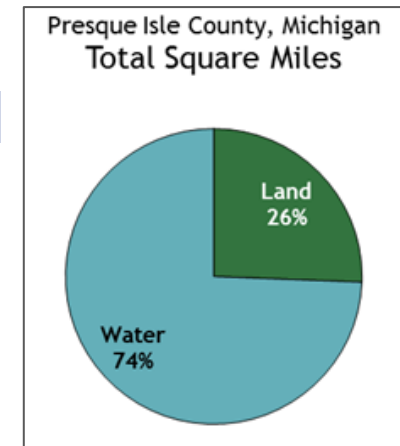 Presque Isle County, Michigan
Total Square Miles
Land
26%
Water
74%